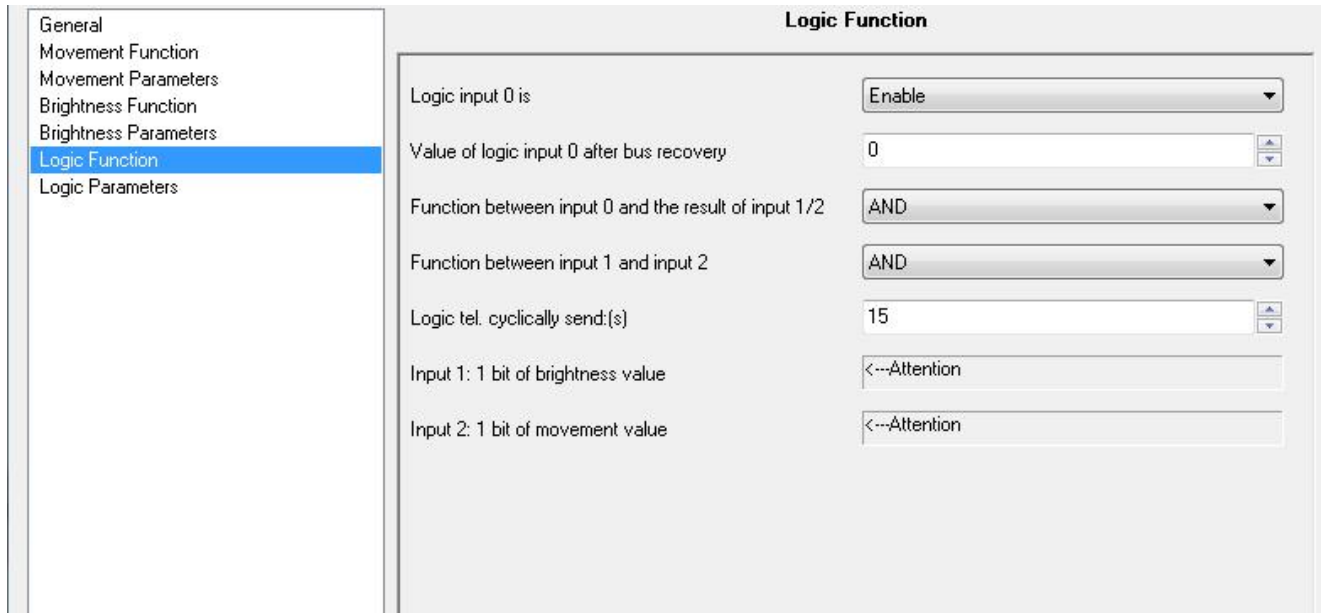 General
Movement Function
Movement Parameters
Brightness Function
Brightness Parameters
Logic Function
Logic Parameters
Logic Function
Logic input 0 is
Enable
Value of logic input 0 after bus recovery
0
Function between input 0 and the result of input 1/2
AND
Function between input 1 and input 2
AND
Logic tel. cyclically send:(s)
15
Input 1: 1 bit of brightness value
<---Attention
Input 2: 1 bit of movement value
<---Attention